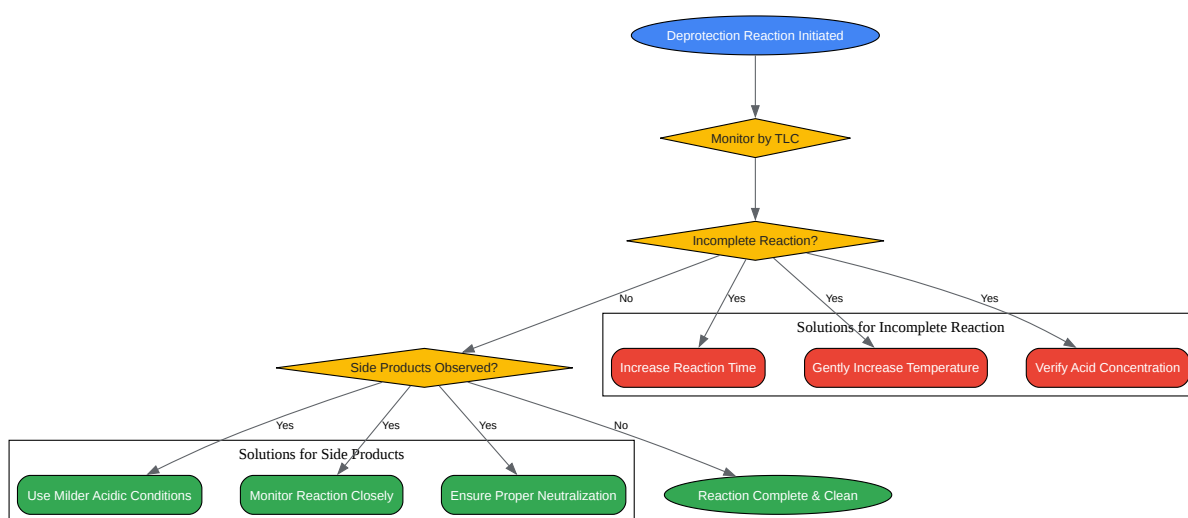 Deprotection Reaction Initiated
Monitor by TLC
Incomplete Reaction?
No
Yes
Yes
Yes
Solutions for Incomplete Reaction
Increase Reaction Time
Gently Increase Temperature
Verify Acid Concentration
Side Products Observed?
Yes
Yes
Yes
No
Solutions for Side Products
Use Milder Acidic Conditions
Monitor Reaction Closely
Ensure Proper Neutralization
Reaction Complete & Clean